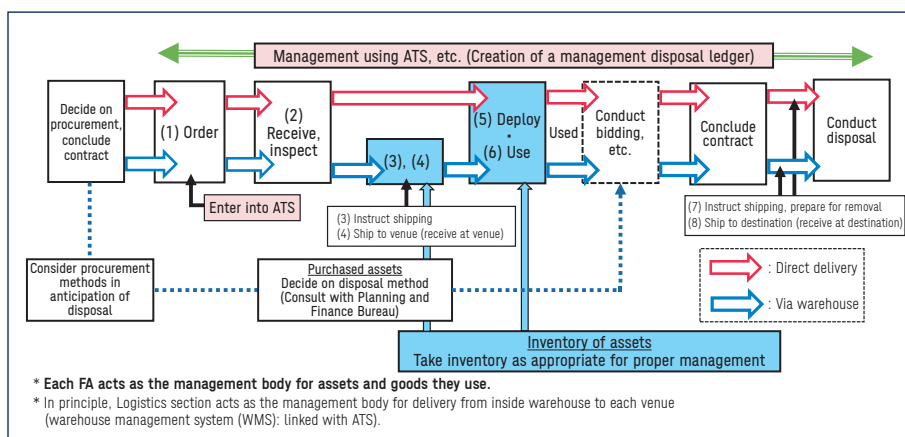 Management using ATS, etc. (Creation of a management disposal ledger)
Decide on
procurement,
conclude
contract
(1) Order
(2)
Receive,
inspect
(3), (4)
(5) Deploy
・
(6) Use
Used
Conduct
bidding,
etc.
Conclude
contract
Conduct
disposal
Enter into ATS
(3) Instruct shipping
(4) Ship to venue (receive at venue)
(7) Instruct shipping, prepare for removal
(8) Ship to destination (receive at destination)
Consider procurement
methods in
anticipation of
disposal
Purchased assets
Decide on disposal method
(Consult with Planning and
Finance Bureau)
: Direct delivery
: Via warehouse
Inventory of assets
Take inventory as appropriate for proper management
* Each FA acts as the management body for assets and goods they use.
* In principle, Logistics section acts as the management body for delivery from inside warehouse to each venue
(warehouse management system (WMS): linked with ATS).